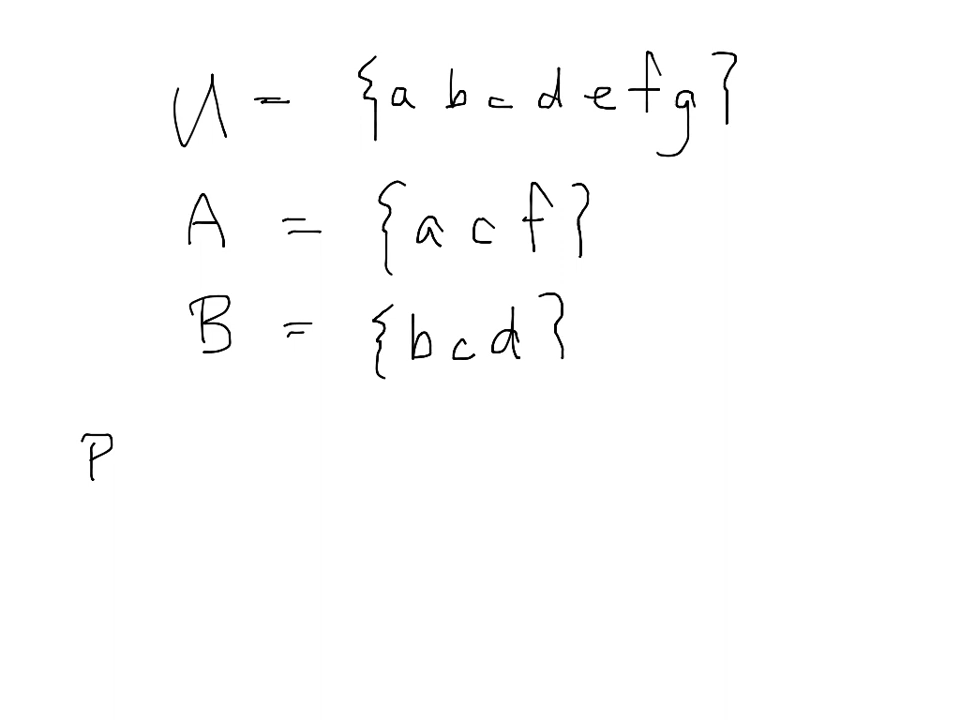 U = {a b c d e f g}
A = {a c f}
B = {b c d}
P